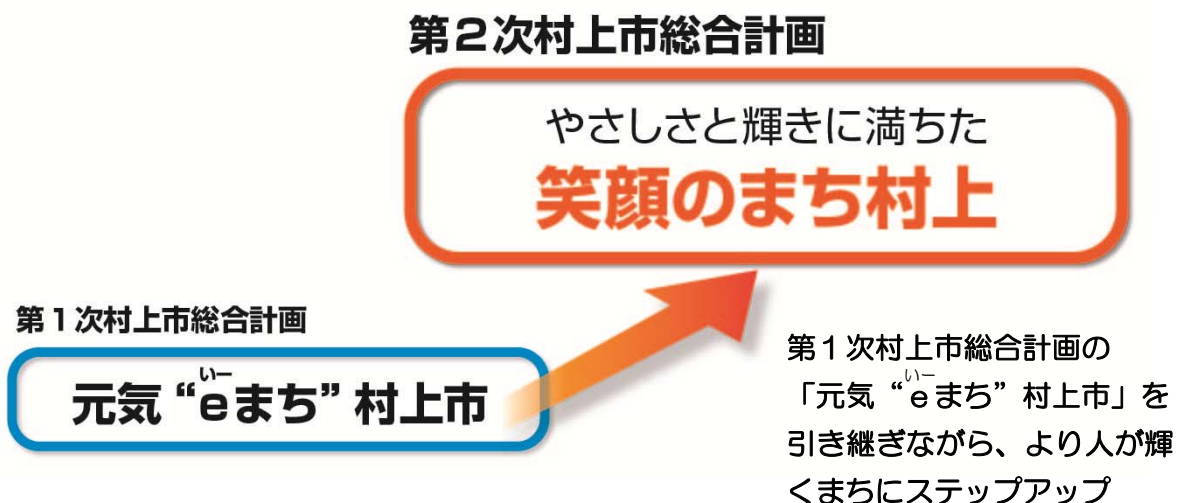 第2次村上市総合計画
やさしさと輝きに満ちた
笑顔のまち村上
第1次村上市総合計画
いー
元気“eまち”村上市
第1次村上市総合計画の
いー
「元気“eまち”村上市」を
引き継ぎながら、より人が輝
くまちにステップアップ